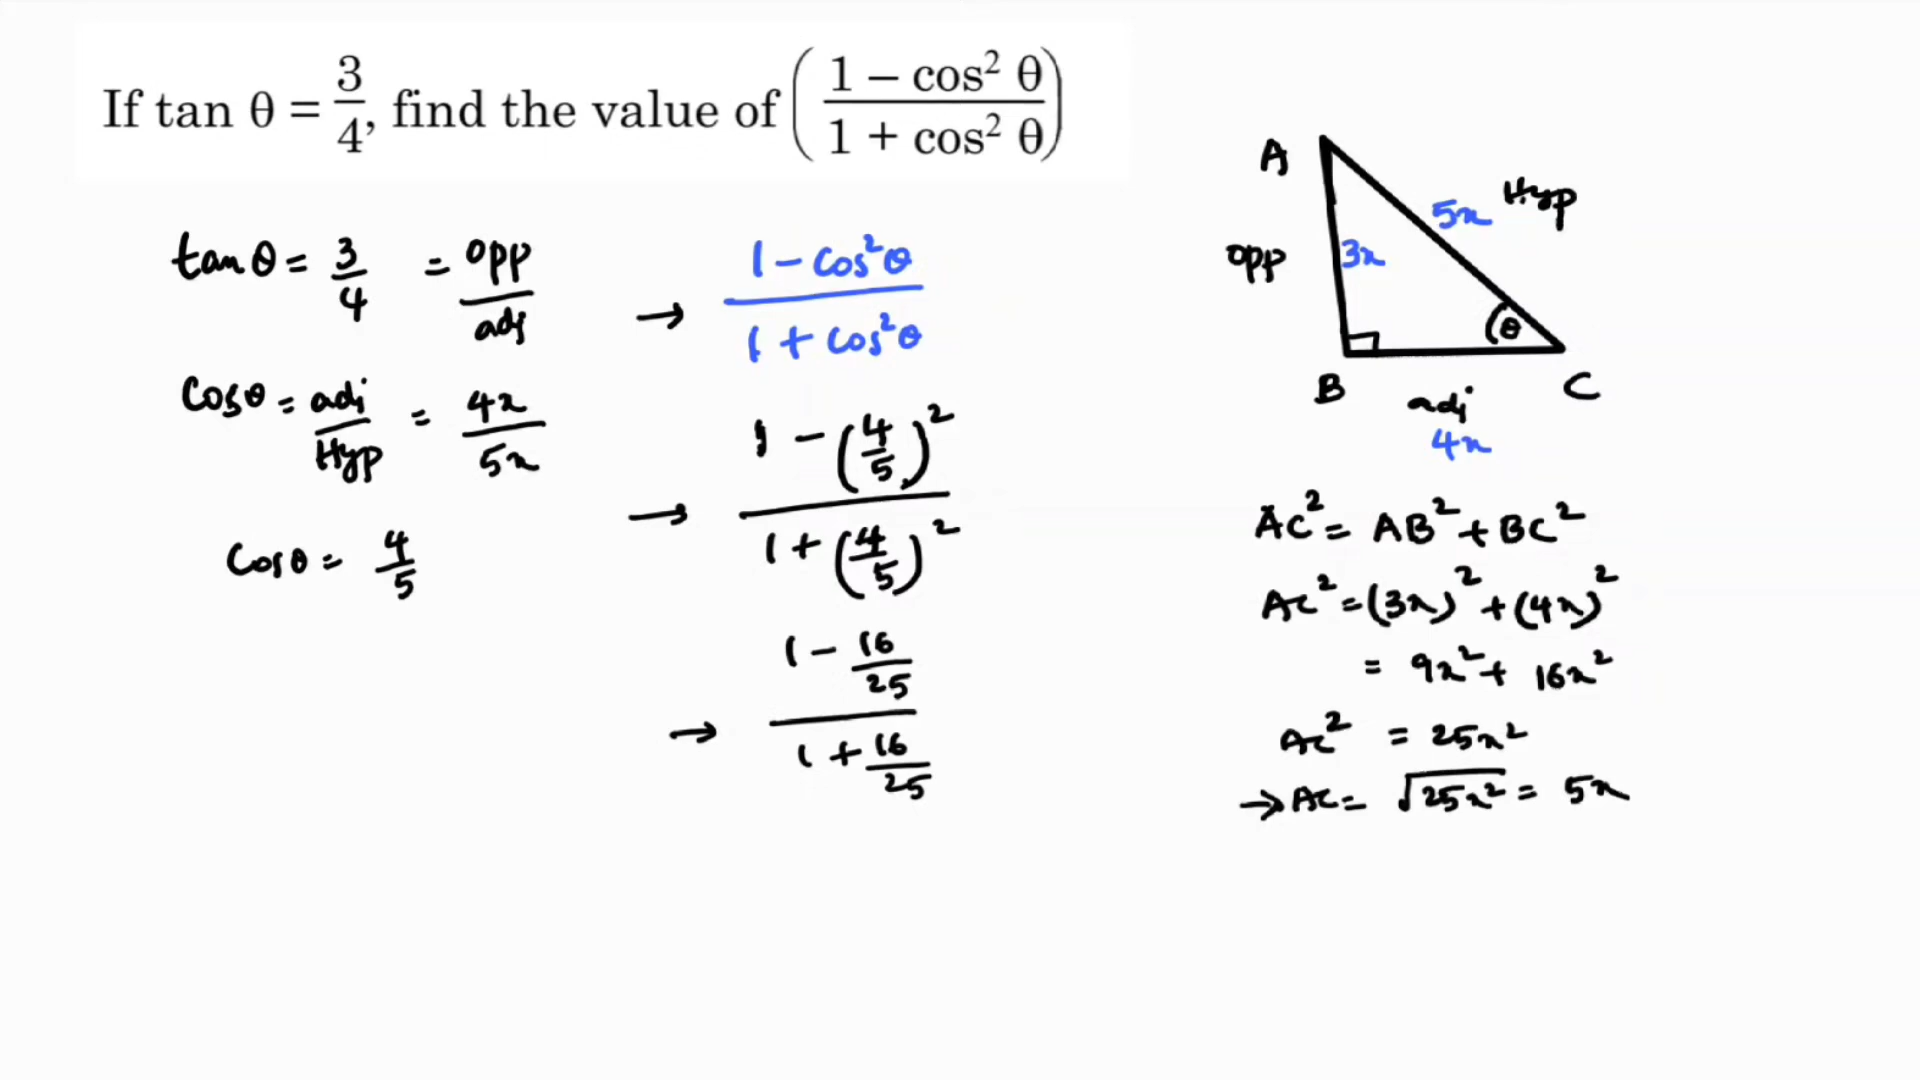 If tan θ = 3/4, find the value of ((1 – cos² θ)/(1 + cos² θ))
tanθ = 3/4 = opp/adj
Cosθ = adj/Hyp = 4x/5x
Cosθ = 4/5
→ (1 - Cos²θ)/(1 + Cos²θ)
→ (1 - (4/5)²)/(1 + (4/5)²)
→ (1 - 16/25)/(1 + 16/25)
A
opp
3x
5x
Hyp
θ
B
C
adj
4x
AC² = AB² + BC²
AC² = (3x)² + (4x)²
= 9x² + 16x²
AC² = 25x²
→ AC = √25x² = 5x